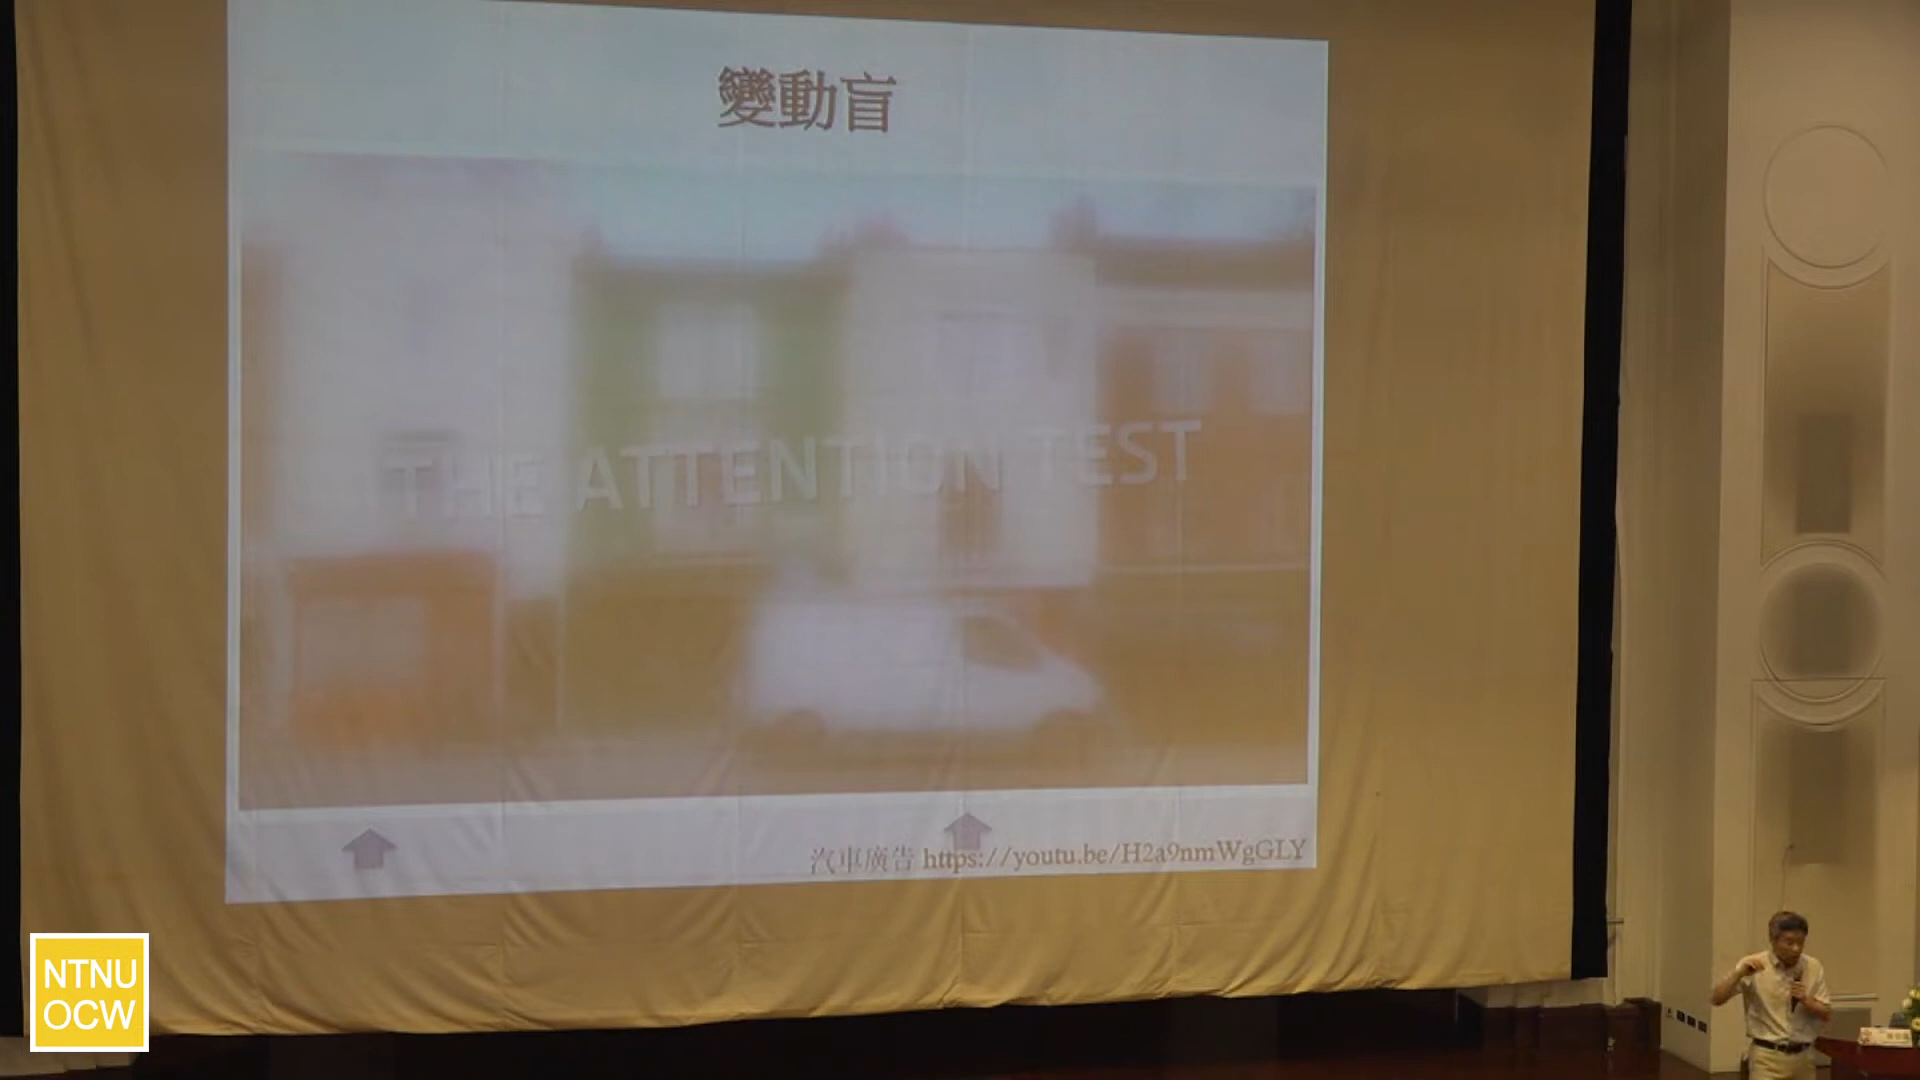 變動盲
THE ATTENTION TEST
汽車廣告 https://youtu.be/H2a9nmWgGLY
NTNU
OCW